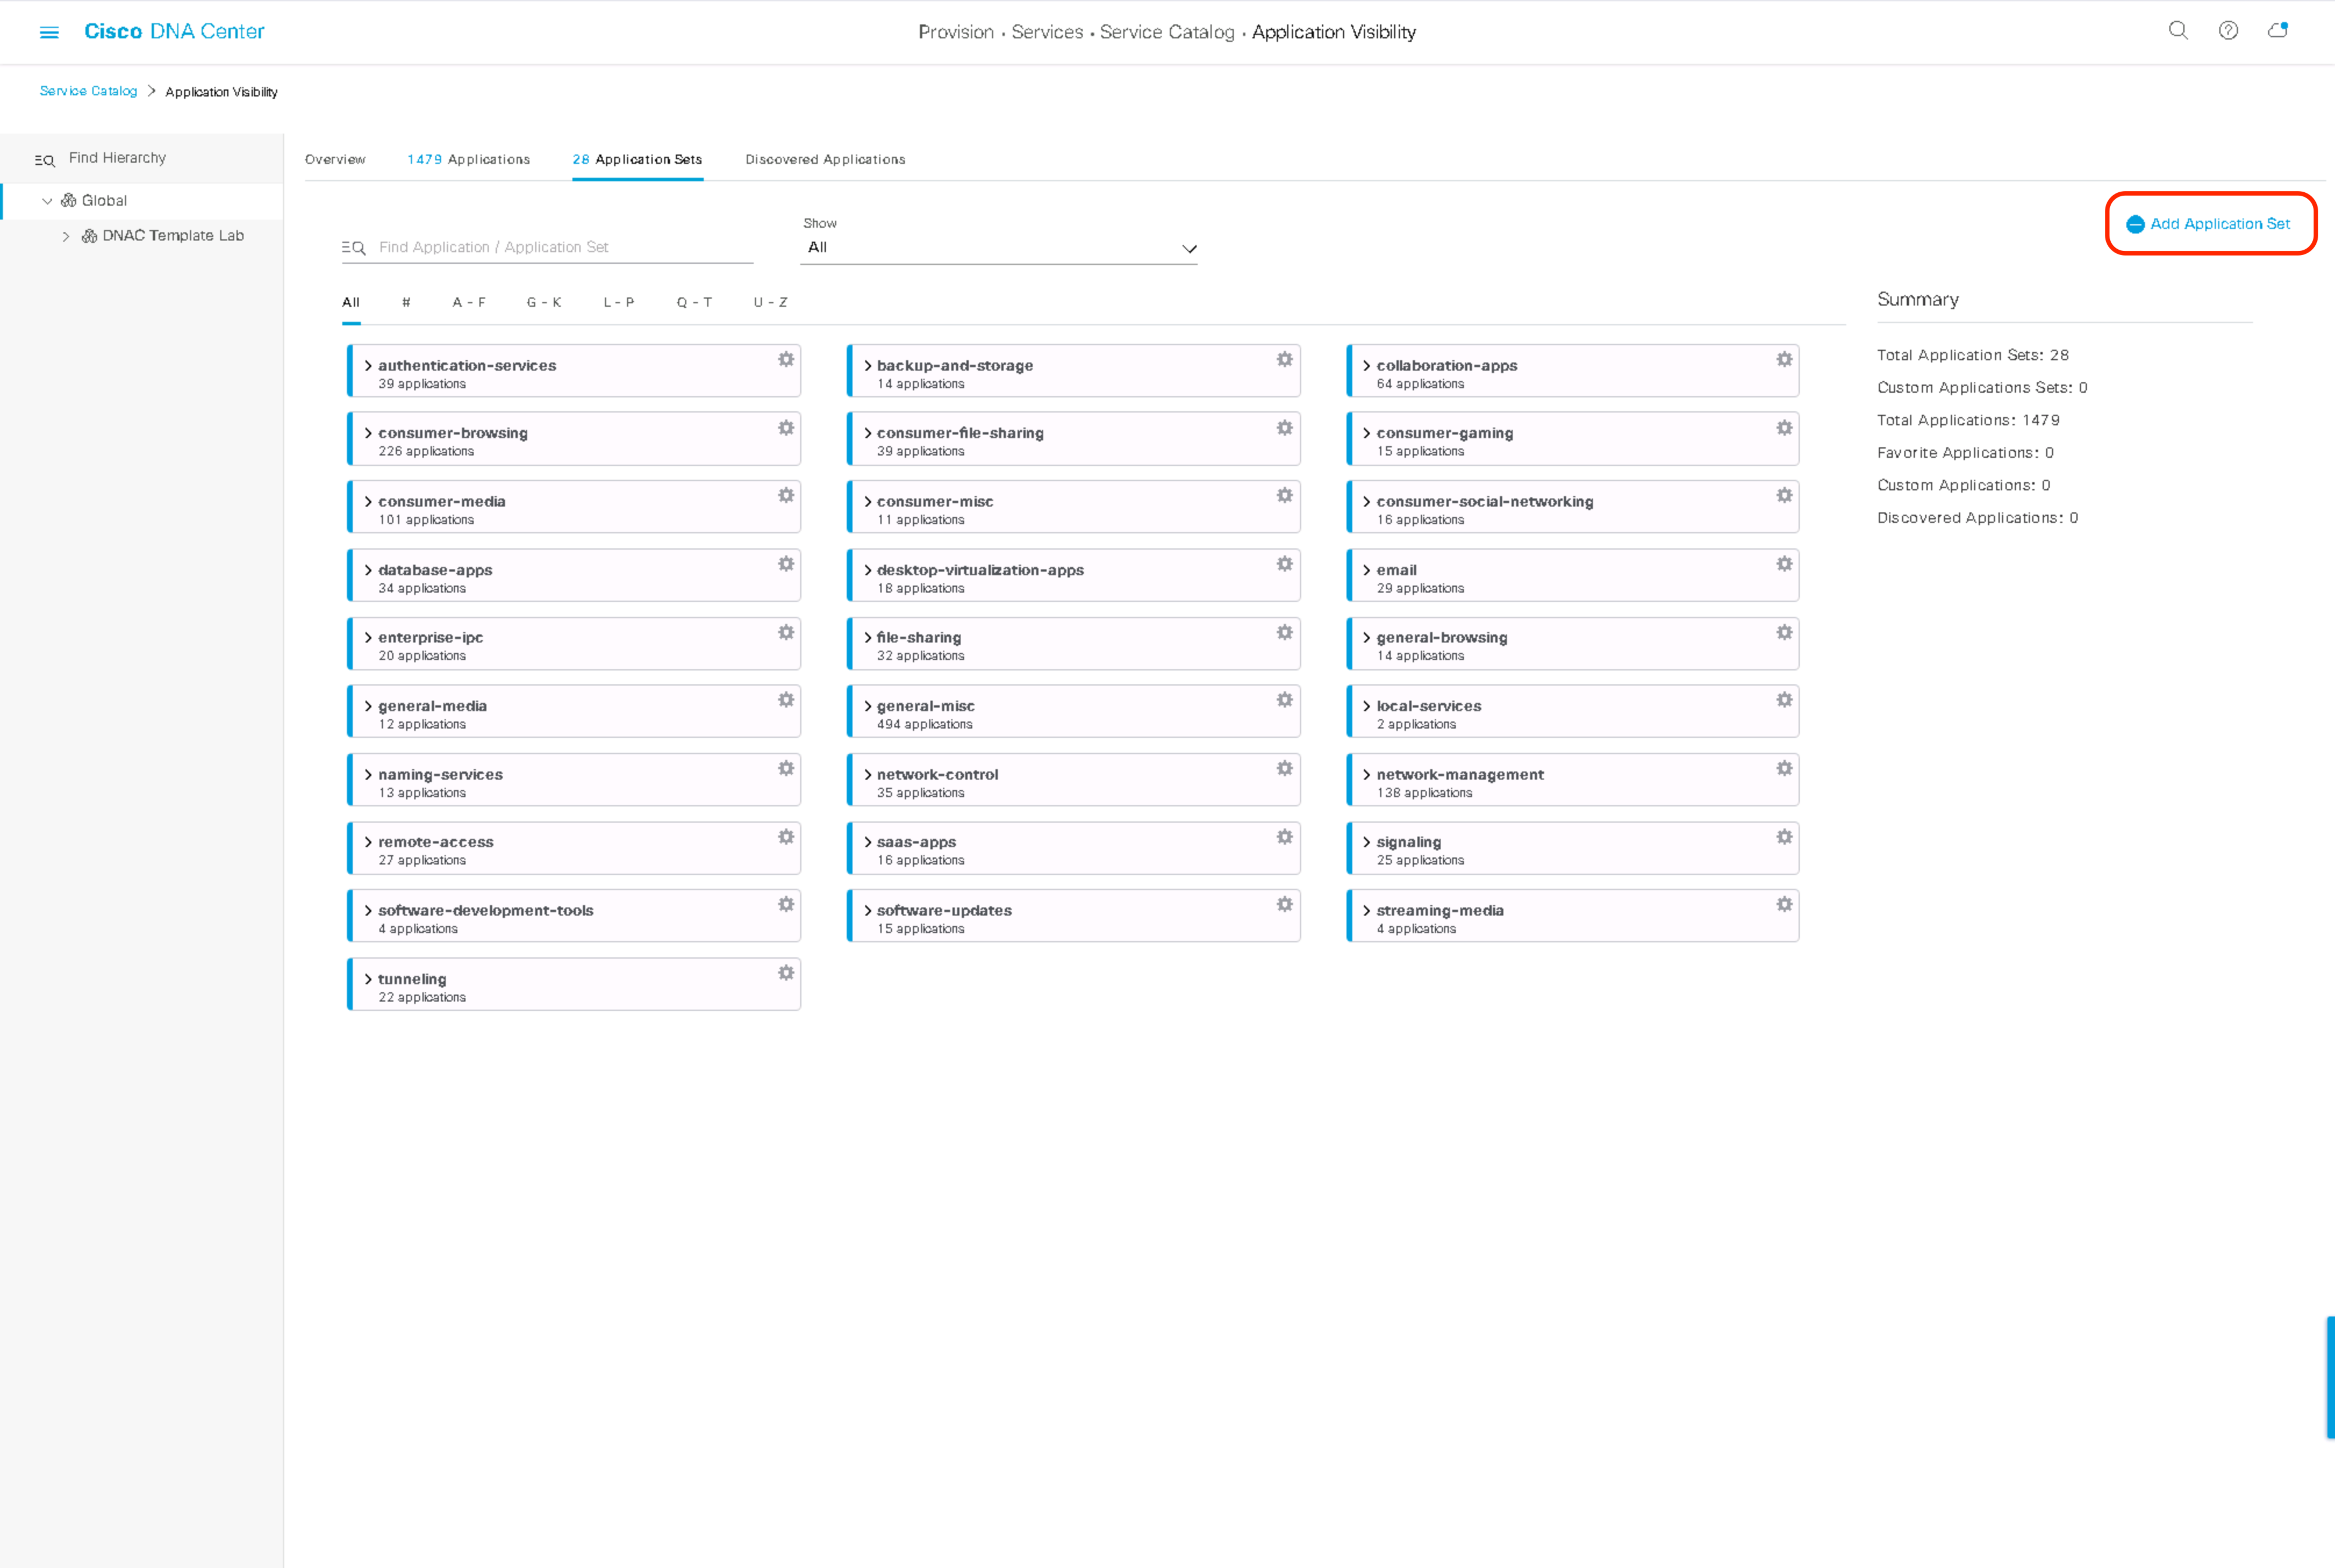 Cisco DNA Center
Provision • Services • Service Catalog • Application Visibility
Service Catalog > Application Visibility
Find Hierarchy
Global
DNAC Template Lab
Overview 1479 Applications 28 Application Sets Discovered Applications
Find Application / Application Set
Show
All
Add Application Set
All # A - F G - K L - P Q - T U - Z
authentication-services
39 applications
backup-and-storage
14 applications
collaboration-apps
64 applications
consumer-browsing
226 applications
consumer-file-sharing
39 applications
consumer-gaming
15 applications
consumer-media
101 applications
consumer-misc
11 applications
consumer-social-networking
16 applications
database-apps
34 applications
desktop-virtualization-apps
18 applications
email
29 applications
enterprise-ipc
20 applications
file-sharing
32 applications
general-browsing
14 applications
general-media
12 applications
general-misc
494 applications
local-services
2 applications
naming-services
13 applications
network-control
35 applications
network-management
138 applications
remote-access
27 applications
saas-apps
16 applications
signaling
25 applications
software-development-tools
4 applications
software-updates
15 applications
streaming-media
4 applications
tunneling
22 applications
Summary
Total Application Sets: 28
Custom Applications Sets: 0
Total Applications: 1479
Favorite Applications: 0
Custom Applications: 0
Discovered Applications: 0